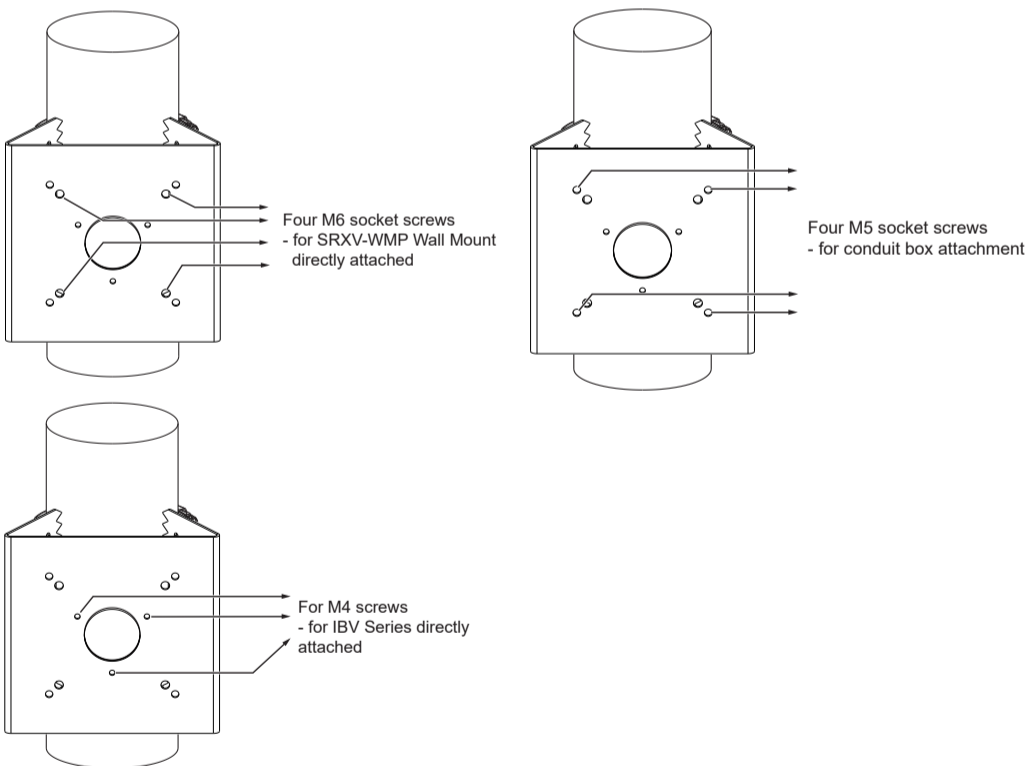 Four M6 socket screws
- for SRXV-WMP Wall Mount
directly attached
Four M5 socket screws
- for conduit box attachment
For M4 screws
- for IBV Series directly
attached